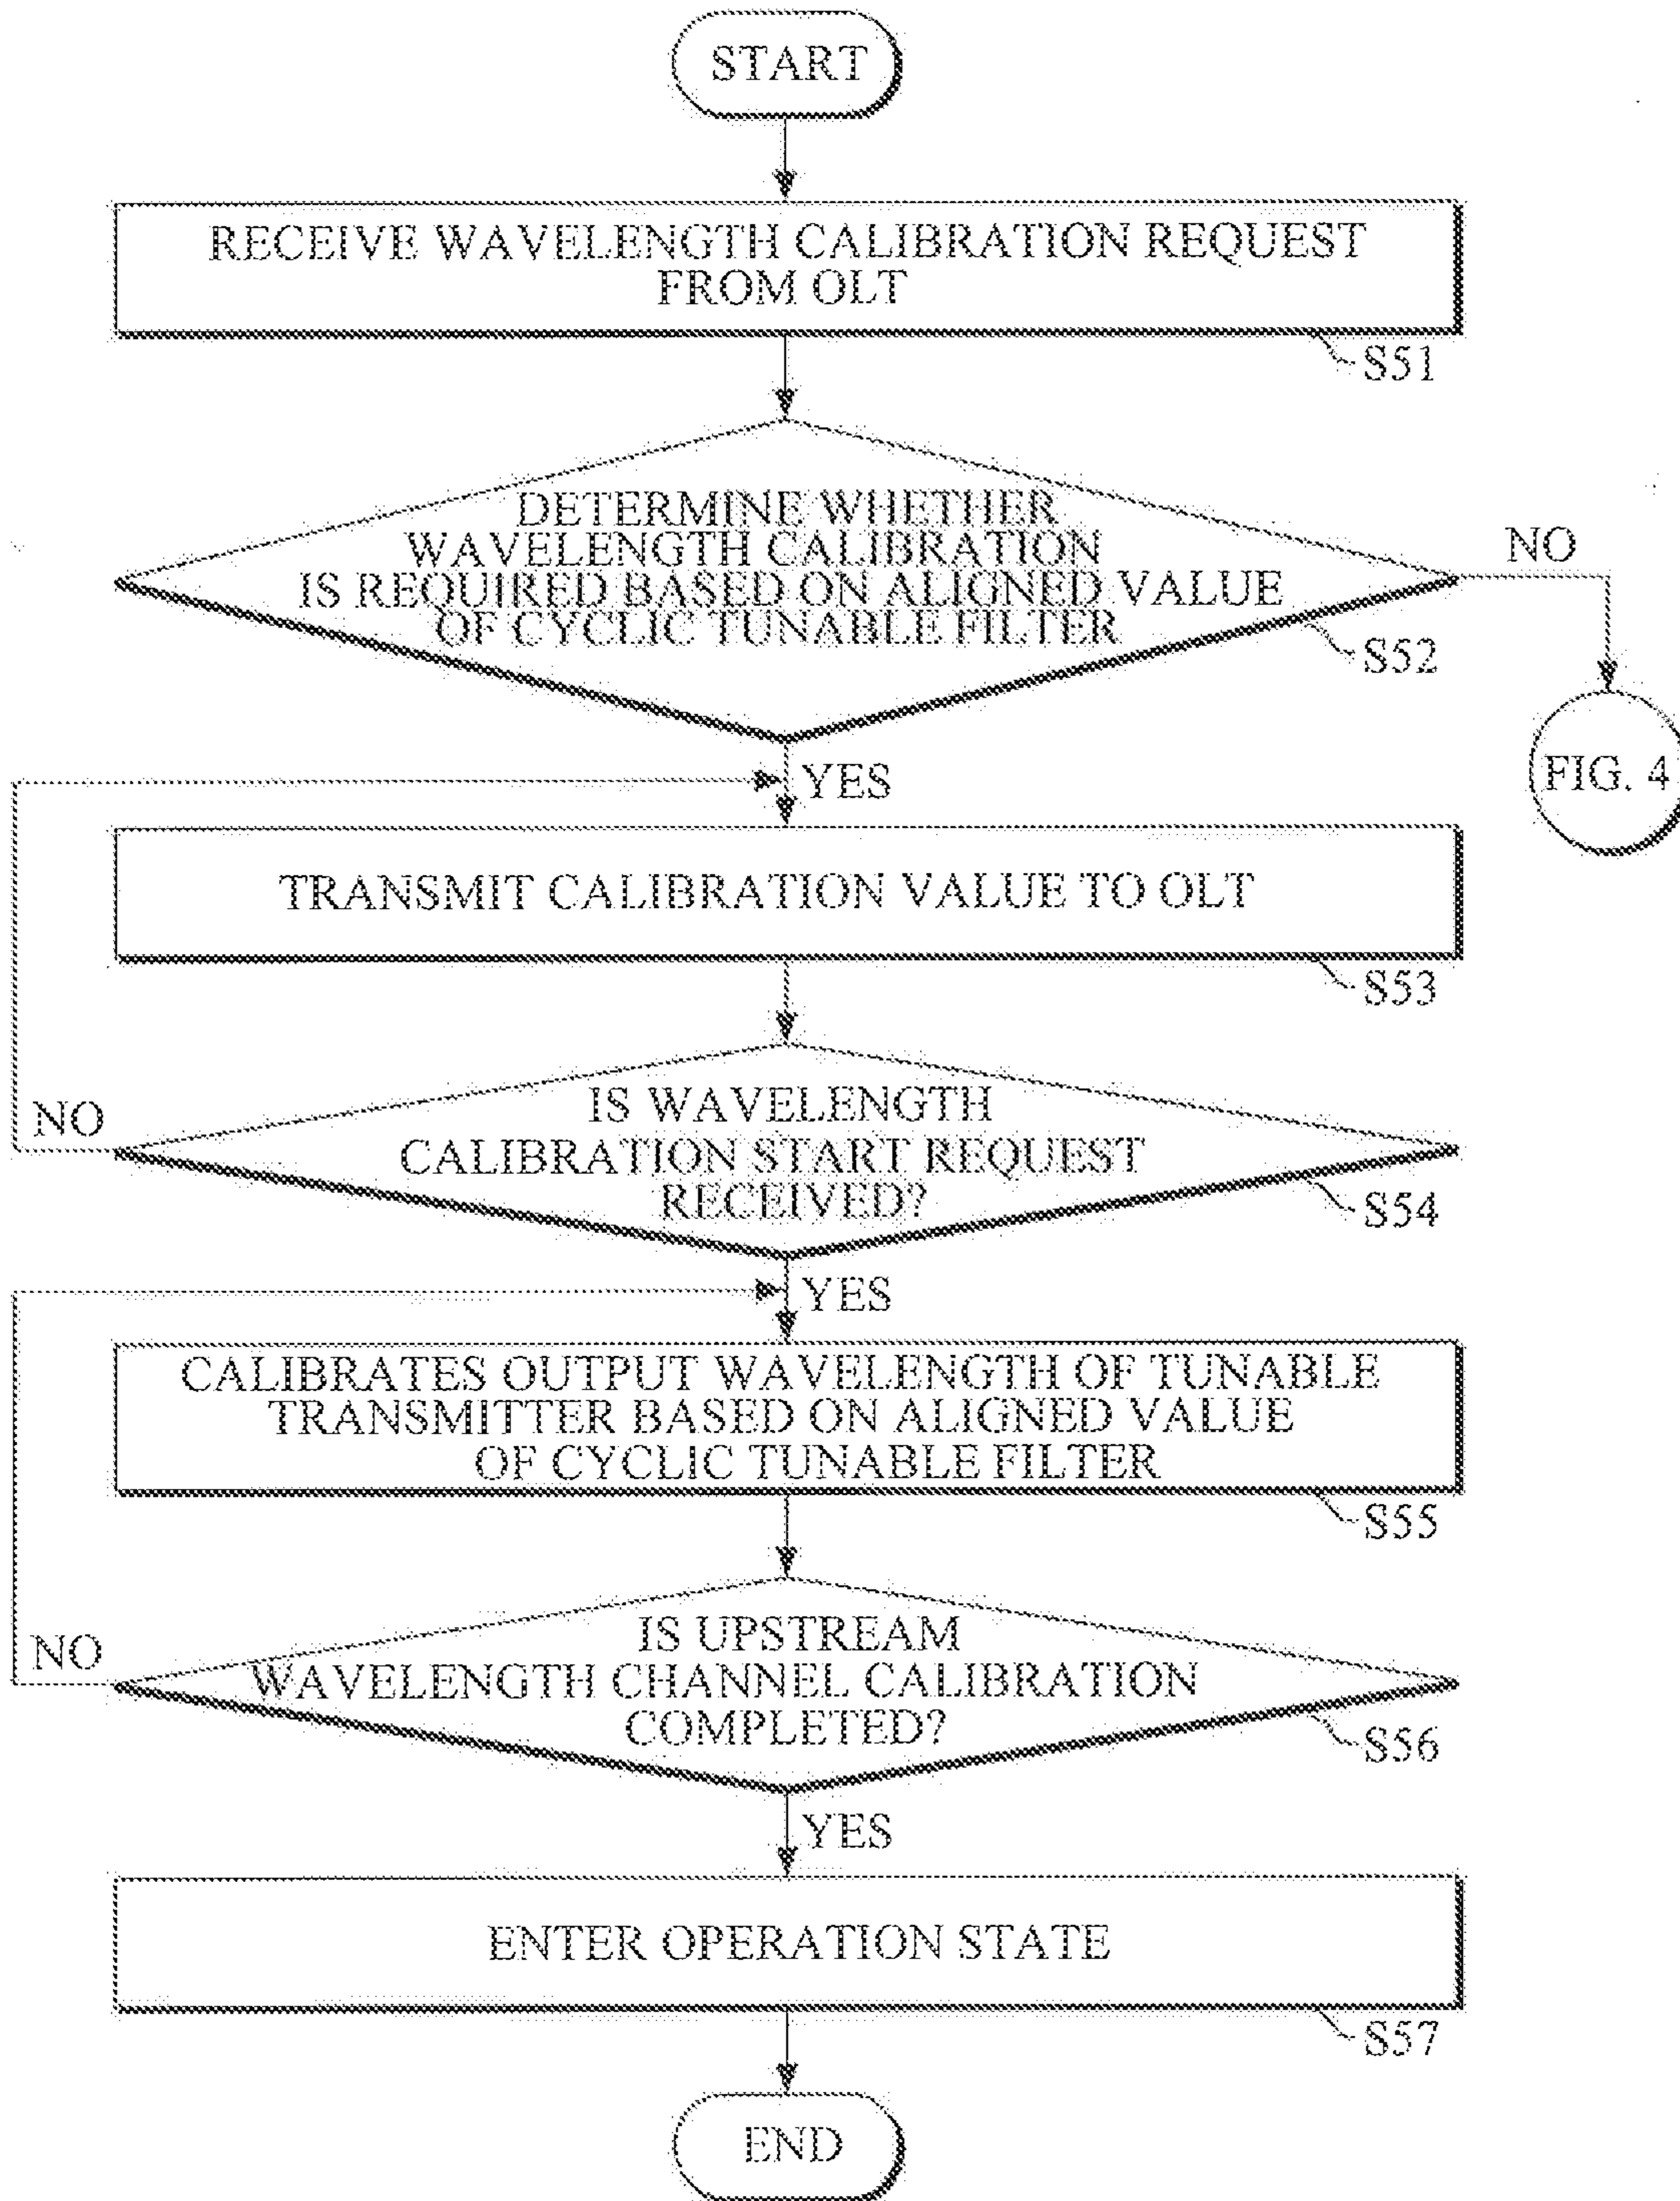 START
RECEIVE WAVELENGTH CALIBRATION REQUEST
FROM OLT
S51
DETERMINE WHETHER
WAVELENGTH CALIBRATION
IS REQUIRED BASED ON ALIGNED VALUE
OF CYCLIC TUNABLE FILTER
NO
S52
FIG. 4
YES
TRANSMIT CALIBRATION VALUE TO OLT
S53
IS WAVELENGTH
CALIBRATION START REQUEST
RECEIVED?
NO
S54
YES
CALIBRATES OUTPUT WAVELENGTH OF TUNABLE
TRANSMITTER BASED ON ALIGNED VALUE
OF CYCLIC TUNABLE FILTER
S55
IS UPSTREAM
WAVELENGTH CHANNEL CALIBRATION
COMPLETED?
NO
S56
YES
ENTER OPERATION STATE
S57
END